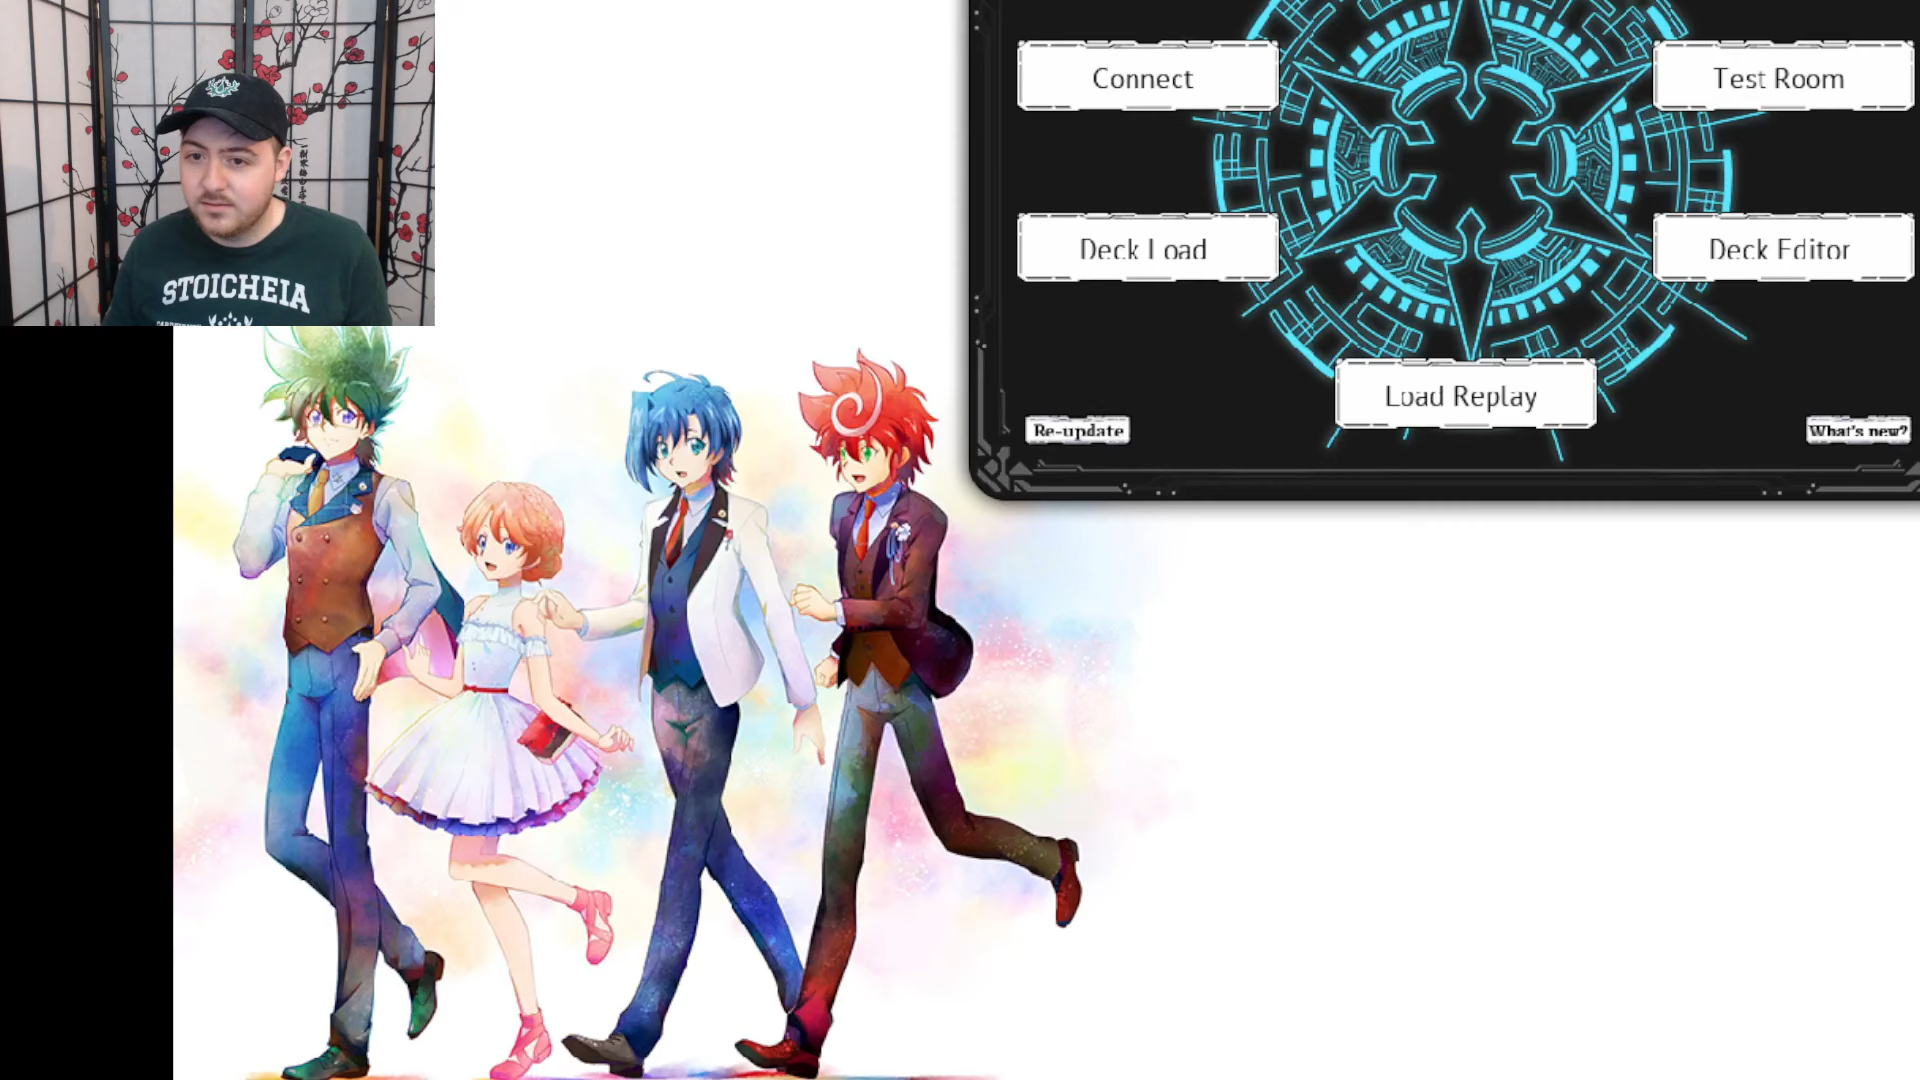 Connect
Test Room
Deck Load
Deck Editor
Load Replay
Re-update
What's new?
STOICHEIA